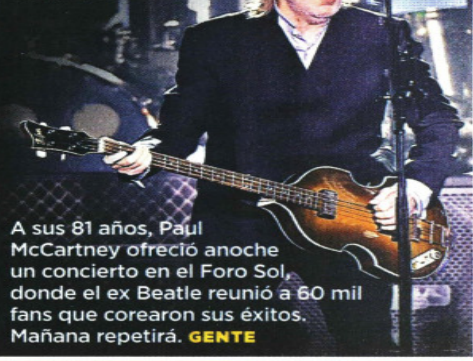 A sus 81 años, Paul
McCartney ofreció anoche
un concierto en el Foro Sol,
donde el ex Beatle reunió a 60 mil
fans que corearon sus éxitos.
Mañana repetirá. GENTE